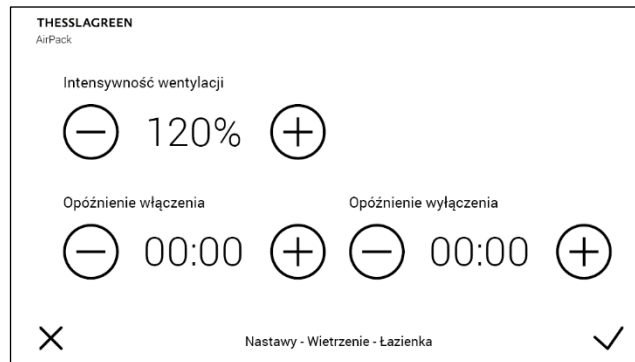 THESSLAGREEN
AirPack
Intensywność wentylacji
120%
Opóźnienie włączenia Opóźnienie wyłączenia
00:00 00:00
Nastawy - Wietrzenie - Łazienka